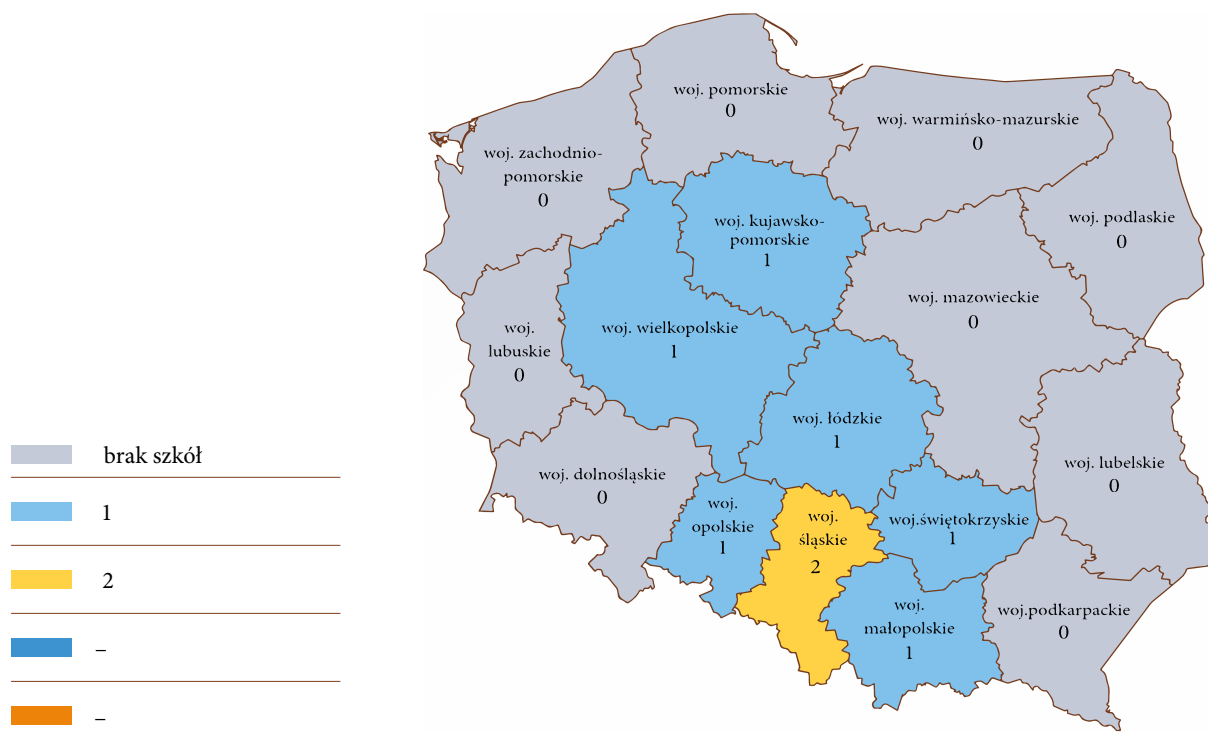 woj. pomorskie
0
woj. warmińsko-mazurskie
0
woj. zachodnio-
pomorskie
0
woj. podlaskie
0
woj. kujawsko-
pomorskie
1
woj. mazowieckie
0
woj. wielkopolskie
1
woj.
lubuskie
0
woj. łódzkie
1
woj. dolnośląskie
0
woj. lubelskie
0
woj.
opolskie
1
woj.
śląskie
2
woj.świętokrzyskie
1
woj.
małopolskie
1
woj.podkarpackie
0
brak szkół
1
2
–
–